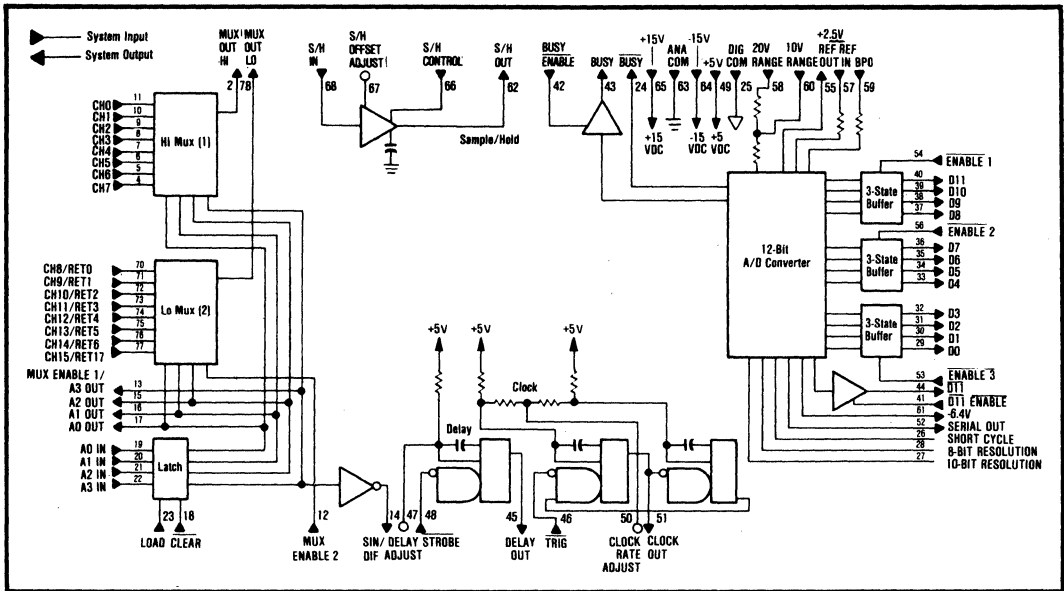 System Input
System Output
MUX OUT HI
MUX OUT LO
2
78
S/H IN
68
S/H OFFSET ADJUST
67
S/H CONTROL
66
S/H OUT
62
BUSY ENABLE
42
BUSY
43
BUSY
24
+15V
65
ANA COM
63
-15V
64
+5V
49
DIG COM
25
20V RANGE
58
10V RANGE
60
+2.5V REF OUT
55
REF IN
57
BPO
59
+15 VDC
-15 VDC
+5 VDC
Sample/Hold
CH0 11
CH1 10
CH2 9
CH3 8
CH4 7
CH5 6
CH6 5
CH7 4
Hi Mux (1)
CH8/RET0 70
CH9/RET1 71
CH10/RET2 72
CH11/RET3 73
CH12/RET4 74
CH13/RET5 75
CH14/RET6 76
CH15/RET17 77
Lo Mux (2)
MUX ENABLE 1/
A3 OUT 13
A2 OUT 15
A1 OUT 16
A0 OUT 17
A0 IN 19
A1 IN 20
A2 IN 21
A3 IN 22
Latch
23
18
LOAD
CLEAR
12
MUX ENABLE 2
14
SIN/DIF
47
DELAY ADJUST
48
STROBE
45
DELAY OUT
46
TRIG
50
CLOCK RATE ADJUST
51
CLOCK OUT
+5V
+5V
+5V
Clock
Delay
12-Bit A/D Converter
54 ENABLE 1
3-State Buffer
40 D11
39 D10
38 D9
37 D8
56 ENABLE 2
3-State Buffer
36 D7
35 D6
34 D5
33 D4
3-State Buffer
32 D3
31 D2
30 D1
29 D0
53 ENABLE 3
44 D11
41 D11 ENABLE
61 -6.4V
52 SERIAL OUT
26 SHORT CYCLE
28 8-BIT RESOLUTION
27 10-BIT RESOLUTION